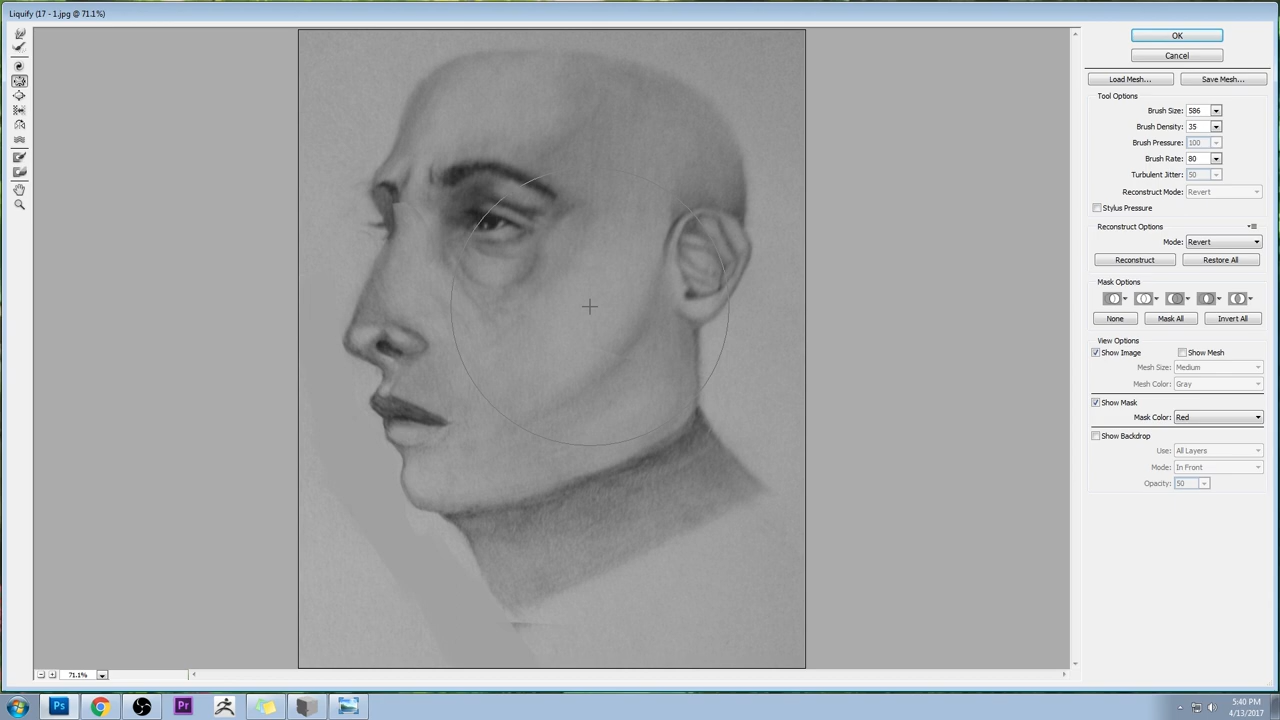 Liquify (17 - 1.jpg @ 71.1%)
OK
Cancel
Load Mesh... Save Mesh...
Tool Options
Brush Size: 586
Brush Density: 35
Brush Pressure: 100
Brush Rate: 80
Turbulent Jitter: 50
Reconstruct Mode: Revert
Stylus Pressure
Reconstruct Options
Mode: Revert
Reconstruct Restore All
Mask Options
None Mask All Invert All
View Options
Show Image Show Mesh
Mesh Size: Medium
Mesh Color: Gray
Show Mask
Mask Color: Red
Show Backdrop
Use: All Layers
Mode: In Front
Opacity: 50
71.1%
Ps Pr
5:40 PM
4/13/2017